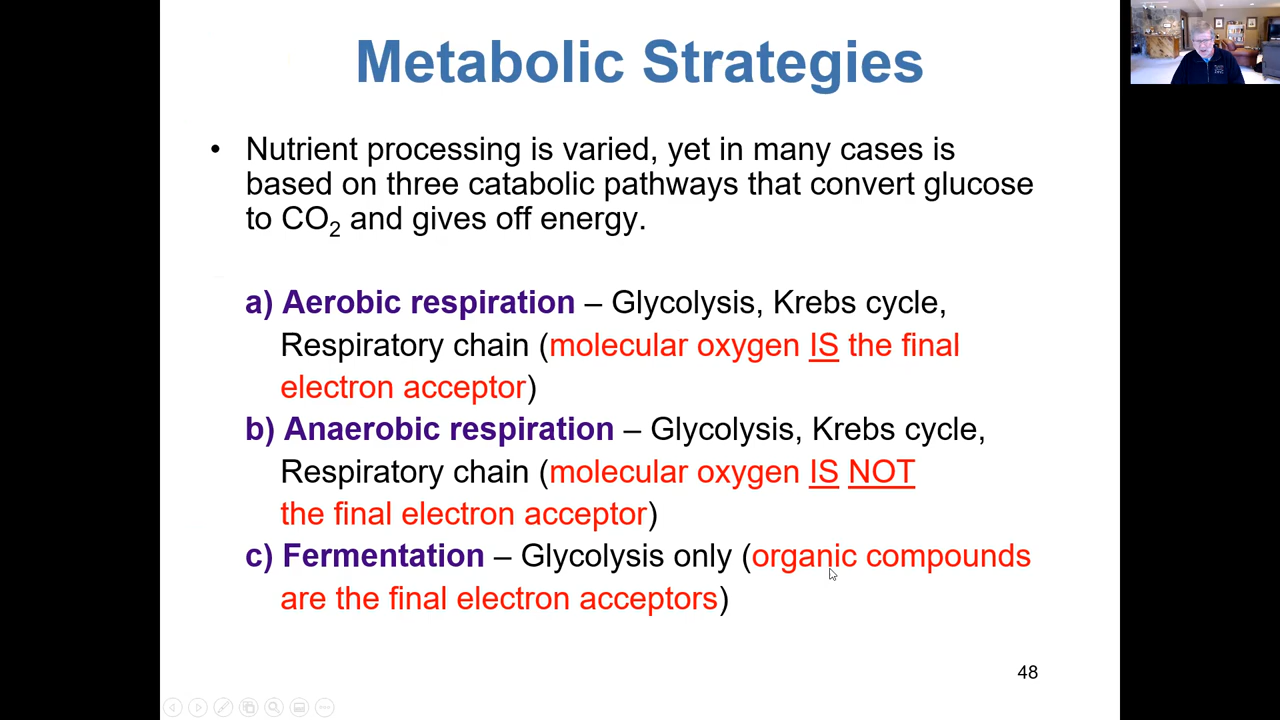 Metabolic Strategies
• Nutrient processing is varied, yet in many cases is
based on three catabolic pathways that convert glucose
to CO₂ and gives off energy.
a) Aerobic respiration – Glycolysis, Krebs cycle,
Respiratory chain (molecular oxygen IS the final
electron acceptor)
b) Anaerobic respiration – Glycolysis, Krebs cycle,
Respiratory chain (molecular oxygen IS NOT
the final electron acceptor)
c) Fermentation – Glycolysis only (organic compounds
are the final electron acceptors)
48